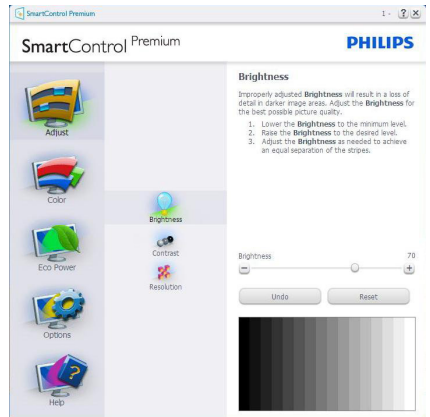 SmartControl Premium
1 - ? X
SmartControl Premium
PHILIPS
Adjust
Color
Eco Power
Options
Help
Brightness
Contrast
Resolution
Brightness
Improperly adjusted Brightness will result in a loss of
detail in darker image areas. Adjust the Brightness for
the best possible picture quality.
1. Lower the Brightness to the minimum level.
2. Raise the Brightness to the desired level.
3. Adjust the Brightness as needed to achieve
an equal separation of the stripes.
Brightness 70
Undo Reset